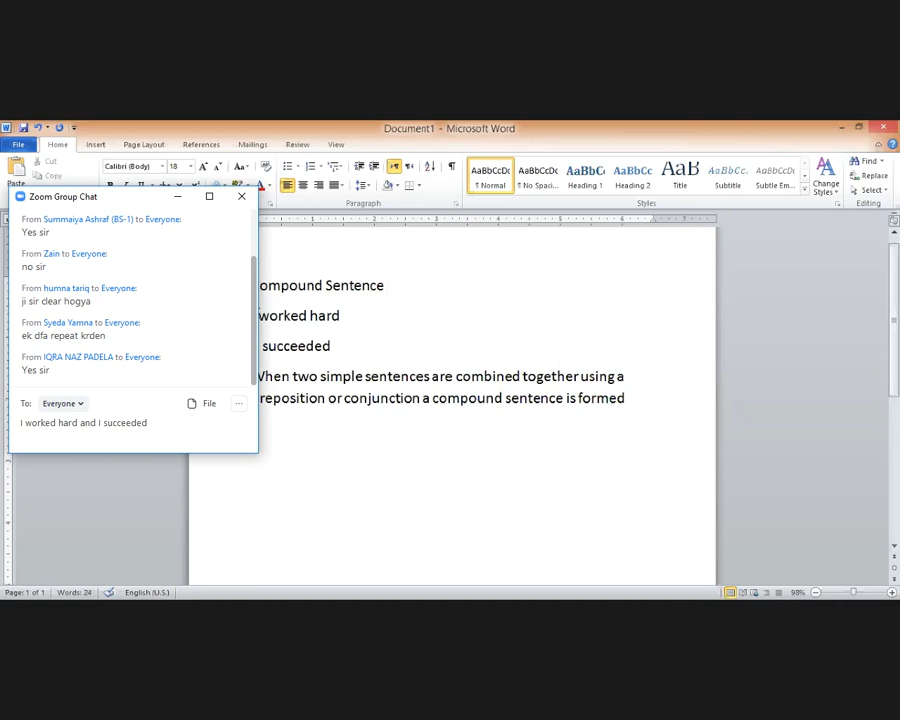 Document1 - Microsoft Word
File Home Insert Page Layout References Mailings Review View
Cut
Copy
Paste
Calibri (Body) 18
AaBbCcDc AaBbCcDc AaBbC AaBbCc AaBb AaBbCc. AaBbCcDc
¶ Normal ¶ No Spaci... Heading 1 Heading 2 Title Subtitle Subtle Em...
Change Styles
Find
Replace
Select
Paragraph Styles Editing
Zoom Group Chat
From Summaiya Ashraf (BS-1) to Everyone:
Yes sir
From Zain to Everyone:
no sir
From humna tariq to Everyone:
ji sir clear hogya
From Syeda Yamna to Everyone:
ek dfa repeat krden
From IQRA NAZ PADELA to Everyone:
Yes sir
To: Everyone File ...
I worked hard and I succeeded
ompound Sentence
worked hard
succeeded
When two simple sentences are combined together using a
reposition or conjunction a compound sentence is formed
Page: 1 of 1 Words: 24 English (U.S.) 98%